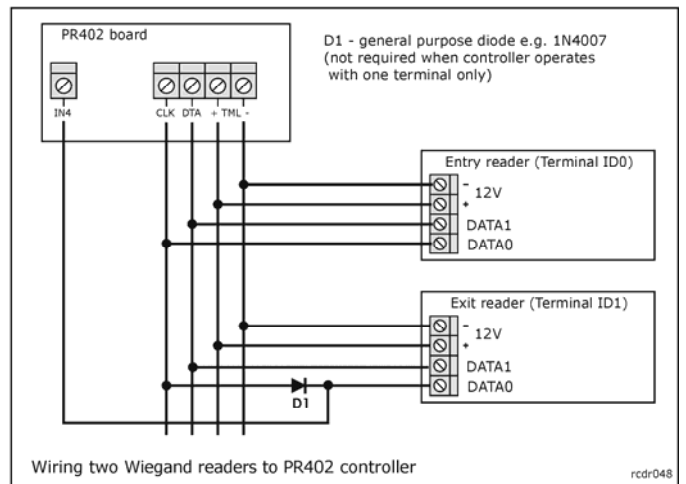 PR402 board
IN4
CLK DTA + TML -
D1 - general purpose diode e.g. 1N4007
(not required when controller operates
with one terminal only)
Entry reader (Terminal ID0)
- 12V
+
DATA1
DATA0
Exit reader (Terminal ID1)
- 12V
+
DATA1
DATA0
D1
Wiring two Wiegand readers to PR402 controller
rcdr048